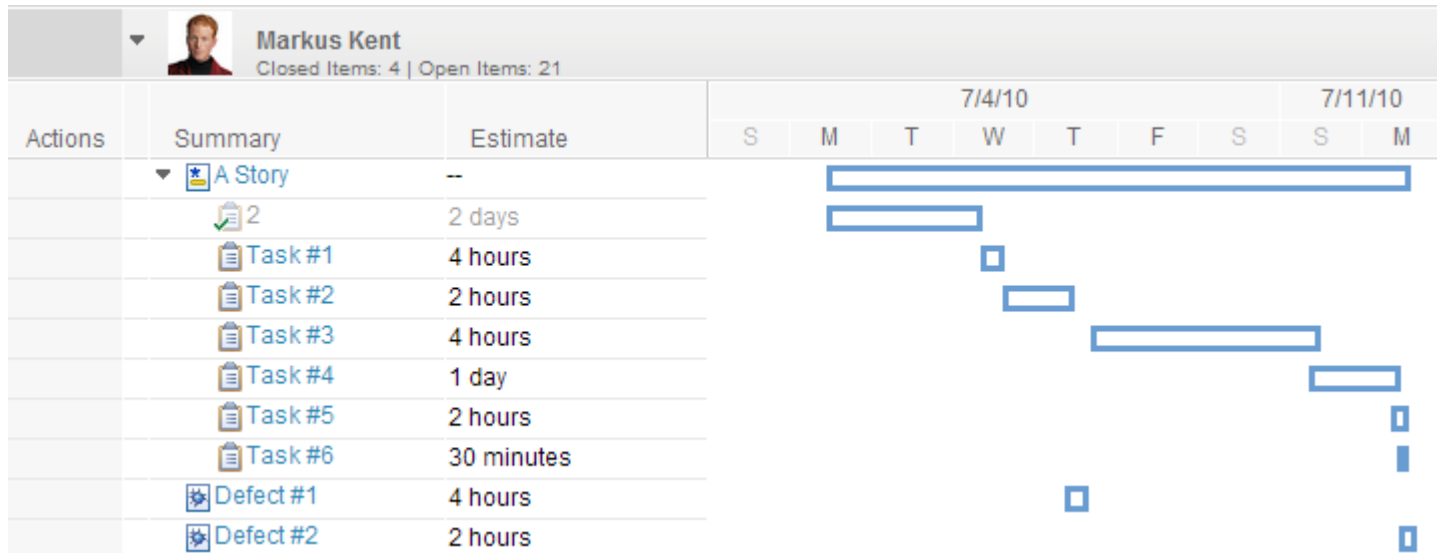 Markus Kent
Closed Items: 4 | Open Items: 21
7/4/10 7/11/10
Actions Summary Estimate S M T W T F S S M
A Story --
2 2 days
Task #1 4 hours
Task #2 2 hours
Task #3 4 hours
Task #4 1 day
Task #5 2 hours
Task #6 30 minutes
Defect #1 4 hours
Defect #2 2 hours